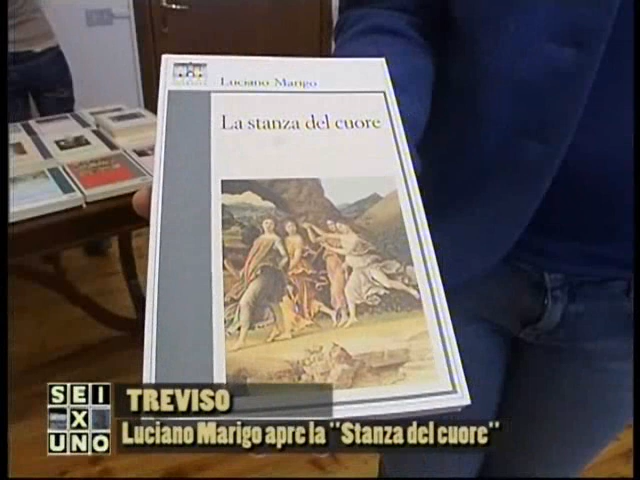 Luciano Marigo
La stanza del cuore
SEI
X
UNO
TREVISO
Luciano Marigo apre la "Stanza del cuore"